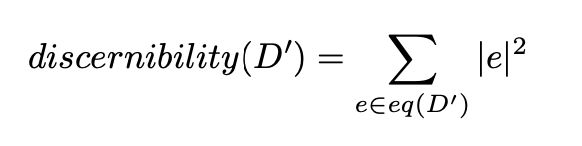 discernibility(D′) = ∑ |e|²
e∈eq(D′)